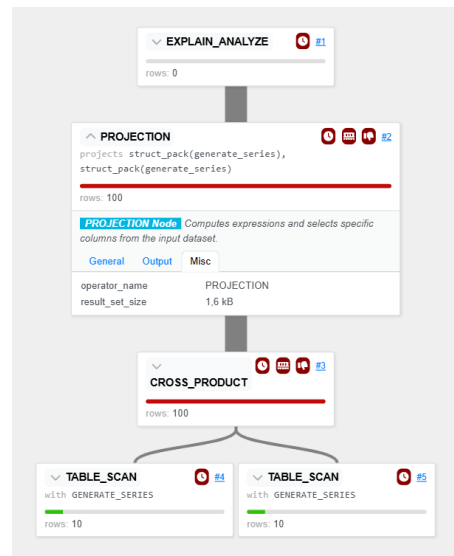 EXPLAIN_ANALYZE #1
rows: 0
PROJECTION #2
projects struct_pack(generate_series),
struct_pack(generate_series)
rows: 100
PROJECTION Node Computes expressions and selects specific
columns from the input dataset.
General Output Misc
operator_name PROJECTION
result_set_size 1,6 kB
#3
CROSS_PRODUCT
rows: 100
TABLE_SCAN #4
with GENERATE_SERIES
rows: 10
TABLE_SCAN #5
with GENERATE_SERIES
rows: 10